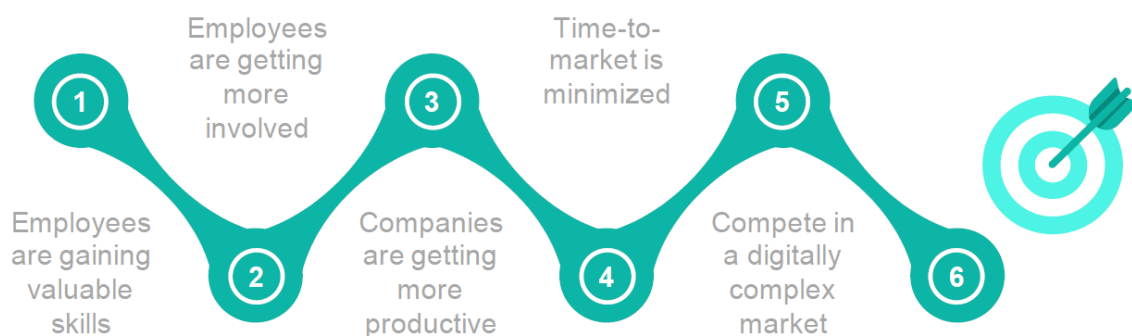 1
Employees
are gaining
valuable
skills
2
Employees
are getting
more
involved
3
Companies
are getting
more
productive
4
Time-to-
market is
minimized
5
Compete in
a digitally
complex
market
6